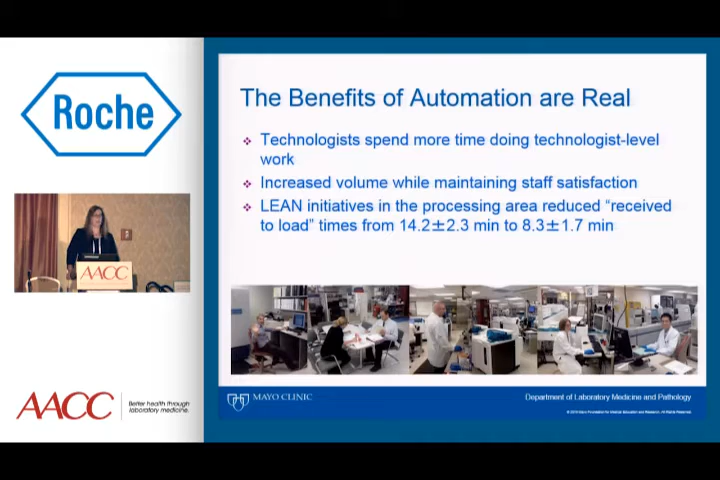 Roche
AACC
AACC
Better health through
laboratory medicine.
The Benefits of Automation are Real
Technologists spend more time doing technologist-level
work
Increased volume while maintaining staff satisfaction
LEAN initiatives in the processing area reduced “received
to load” times from 14.2±2.3 min to 8.3±1.7 min
MAYO CLINIC
Department of Laboratory Medicine and Pathology